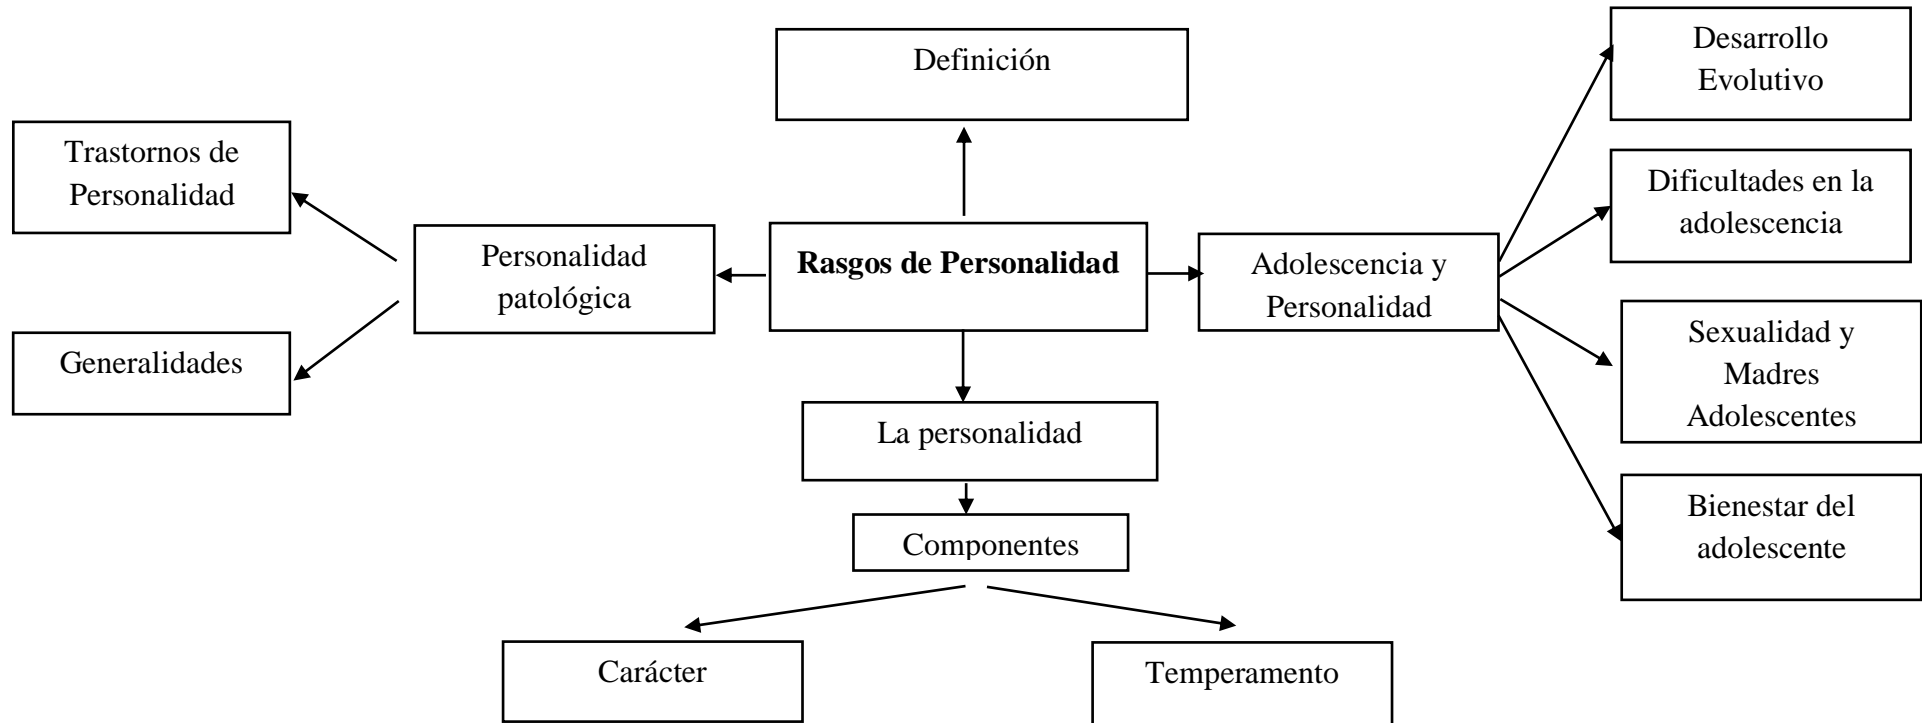 Definición
Desarrollo
Evolutivo
Trastornos de
Personalidad
Dificultades en la
adolescencia
Personalidad
patológica
Rasgos de Personalidad
Adolescencia y
Personalidad
Generalidades
Sexualidad y
Madres
Adolescentes
La personalidad
Bienestar del
adolescente
Componentes
Carácter
Temperamento